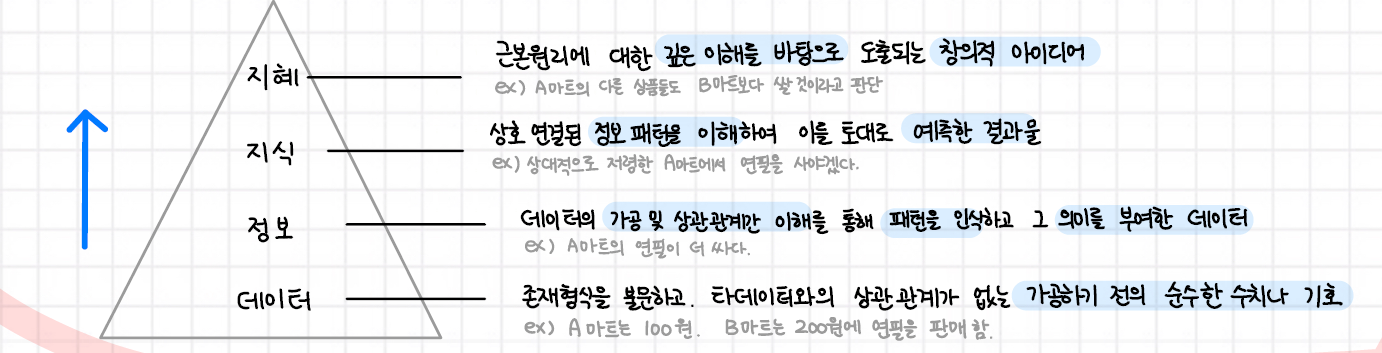 지혜
근본원리에 대한 깊은 이해를 바탕으로 도출되는 창의적 아이디어
ex) A마트의 다른 상품들도 B마트보다 쌀 것이라고 판단
지식
상호 연결된 정보 패턴을 이해하여 이를 토대로 예측한 결과물
ex) 상대적으로 저렴한 A마트에서 연필을 사야겠다.
정보
데이터의 가공 및 상관관계간 이해를 통해 패턴을 인식하고 그 의미를 부여한 데이터
ex) A마트의 연필이 더 싸다.
데이터
존재형식을 불문하고. 타데이터와의 상관관계가 없는 가공하기 전의 순수한 수치나 기호
ex) A마트는 100원. B마트는 200원에 연필을 판매함.